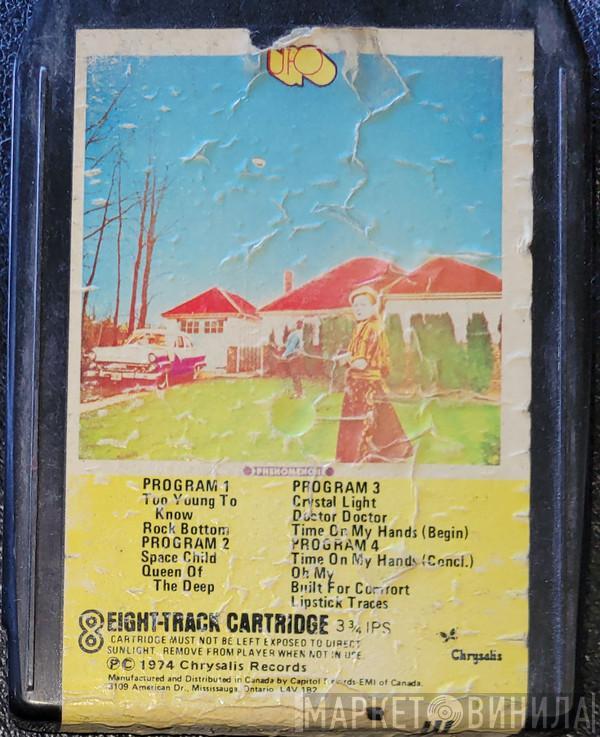 UFO
PHENOMENON
PROGRAM 1
Too Young To
Know
Rock Bottom
PROGRAM 2
Space Child
Queen Of
The Deep
PROGRAM 3
Crystal Light
Doctor Doctor
Time On My Hands (Begin)
PROGRAM 4
Time On My Hands (Concl.)
Oh My
Built For Comfort
Lipstick Traces
8 EIGHT-TRACK CARTRIDGE 3¾ IPS
CARTRIDGE MUST NOT BE LEFT EXPOSED TO DIRECT
SUNLIGHT. REMOVE FROM PLAYER WHEN NOT IN USE.
Ⓟ© 1974 Chrysalis Records
Chrysalis
Manufactured and Distributed in Canada by Capitol Records-EMI of Canada.
3109 American Dr., Mississauga, Ontario. L4V 1B2
МАРКЕТ ВИНИЛА